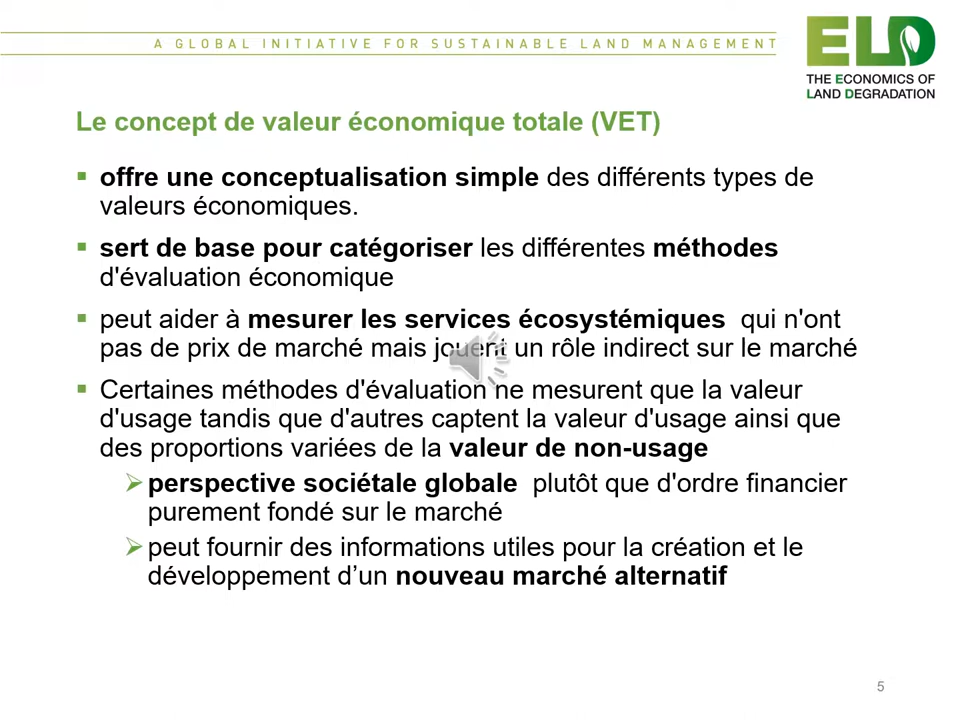 A GLOBAL INITIATIVE FOR SUSTAINABLE LAND MANAGEMENT
ELD
THE ECONOMICS OF
LAND DEGRADATION
Le concept de valeur économique totale (VET)
offre une conceptualisation simple des différents types de
valeurs économiques.
sert de base pour catégoriser les différentes méthodes
d'évaluation économique
peut aider à mesurer les services écosystémiques qui n'ont
pas de prix de marché mais jouent un rôle indirect sur le marché
Certaines méthodes d'évaluation ne mesurent que la valeur
d'usage tandis que d'autres captent la valeur d'usage ainsi que
des proportions variées de la valeur de non-usage
perspective sociétale globale plutôt que d'ordre financier
purement fondé sur le marché
peut fournir des informations utiles pour la création et le
développement d’un nouveau marché alternatif
5